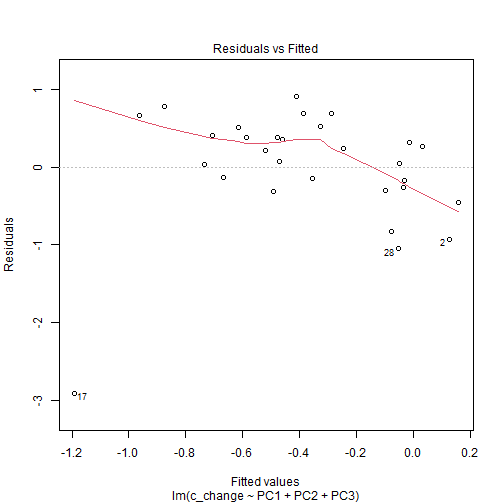 Residuals vs Fitted
Residuals
1
0
-1
-2
-3
17
28
2
-1.2 -1.0 -0.8 -0.6 -0.4 -0.2 0.0 0.2
Fitted values
lm(c_change ~ PC1 + PC2 + PC3)